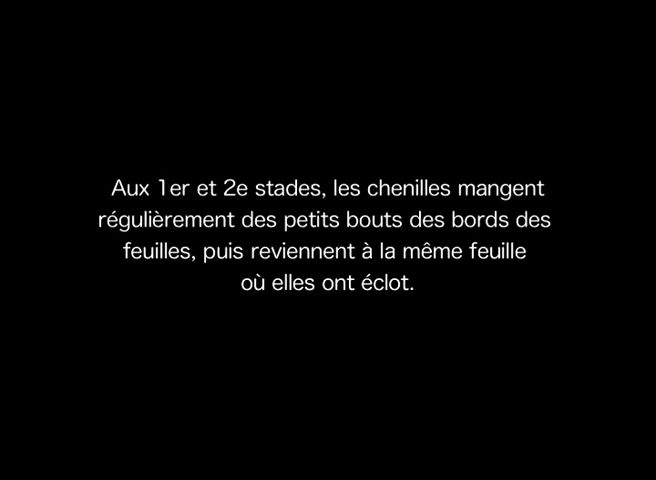 Aux 1er et 2e stades, les chenilles mangent
régulièrement des petits bouts des bords des
feuilles, puis reviennent à la même feuille
où elles ont éclot.